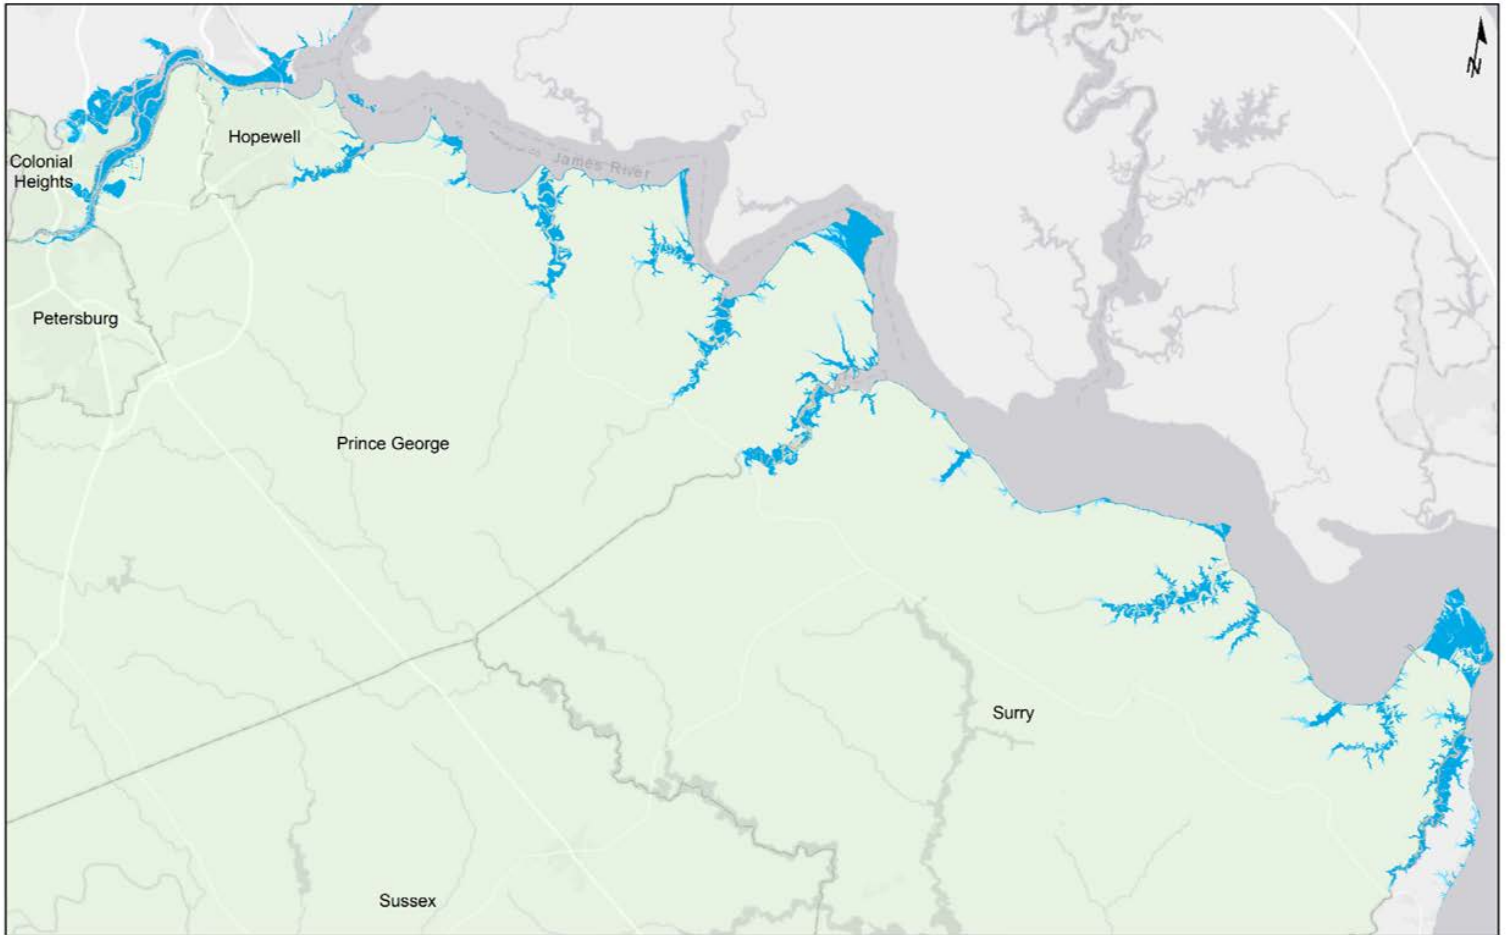 N
Hopewell
Colonial
Heights
James River
Petersburg
Prince George
Surry
Sussex